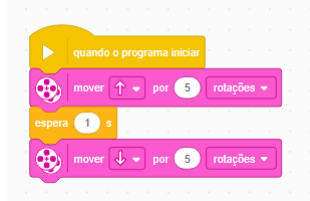 quando o programa iniciar
mover ↑ por 5 rotações
espera 1 s
mover ↓ por 5 rotações